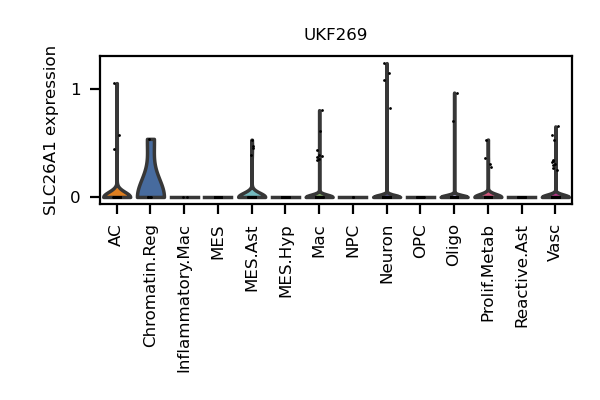 UKF269
SLC26A1 expression
1
0
AC
Chromatin.Reg
Inflammatory.Mac
MES
MES.Ast
MES.Hyp
Mac
NPC
Neuron
OPC
Oligo
Prolif.Metab
Reactive.Ast
Vasc